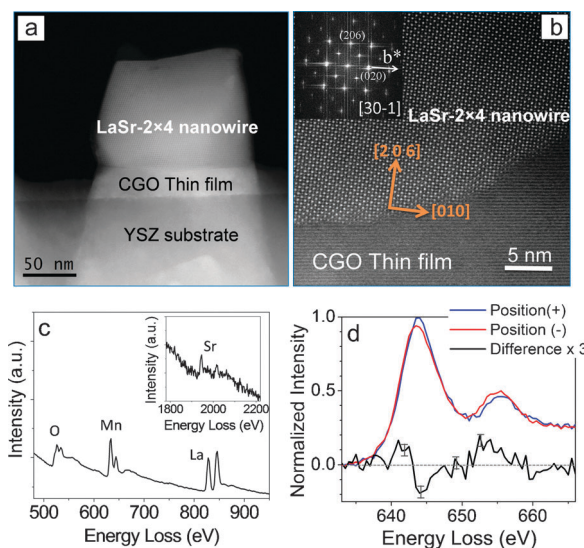 a
LaSr-2×4 nanowire
CGO Thin film
YSZ substrate
50 nm
b
(206)
b*
(020)
[30-1]
LaSr-2×4 nanowire
[2 0 6]
[010]
5 nm
CGO Thin film
c
Intensity (a.u.)
O
Mn
La
500 600 700 800 900
Energy Loss (eV)
Intensity (a.u.)
Sr
1800 2000 2200
Energy Loss (eV)
d
Position(+)
Position (-)
Difference x 3
Normalized Intensity
1.0
0.5
0.0
640 650 660
Energy Loss (eV)